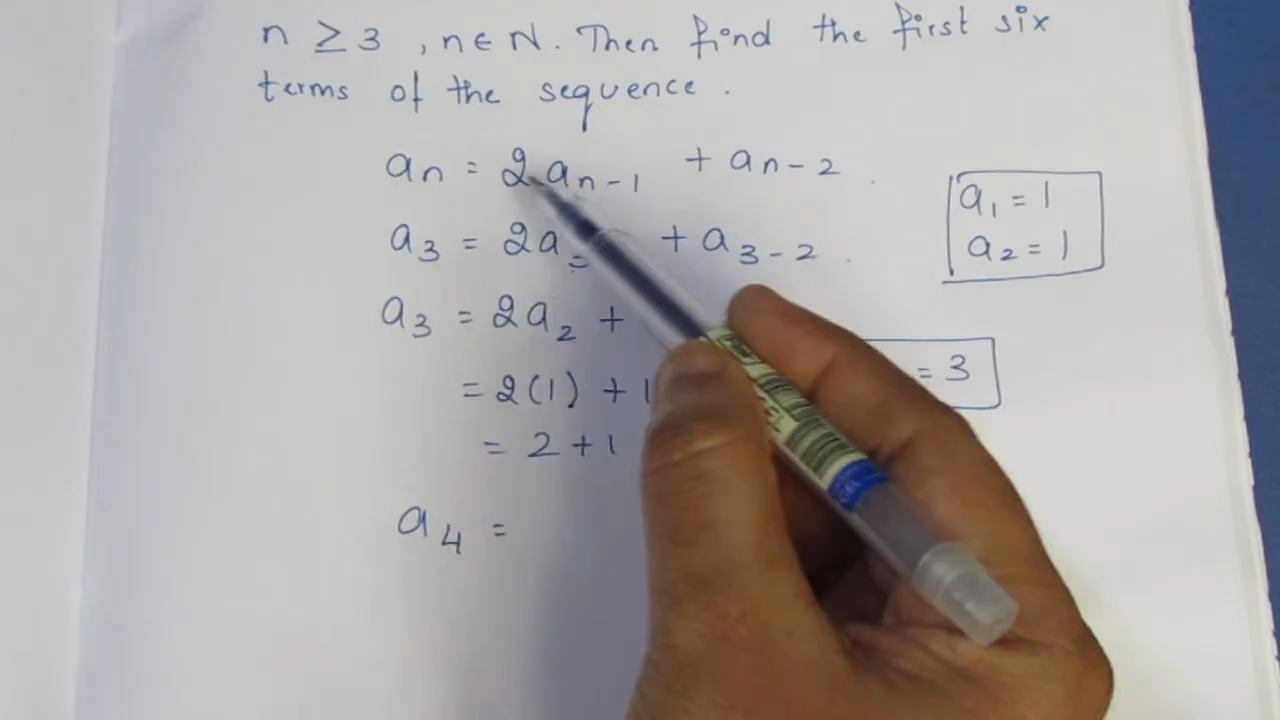 n ≥ 3 , n ∈ N. Then find the first six
terms of the sequence .
an = 2an-1 + an-2
a3 = 2a + a3-2
a1 = 1
a2 = 1
a3 = 2a2 +
= 3
= 2(1) + 1
= 2 + 1
a4 =
GEL